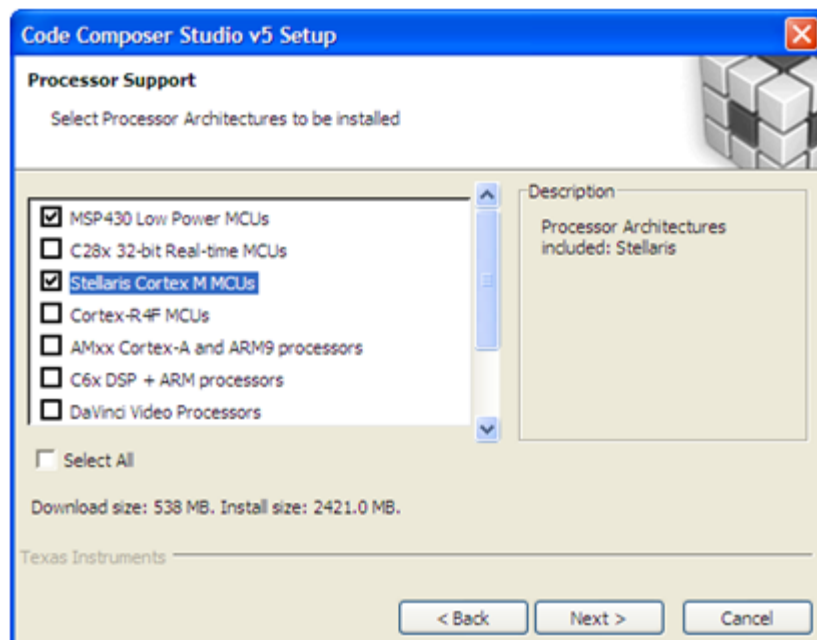 Code Composer Studio v5 Setup
Processor Support
Select Processor Architectures to be installed
MSP430 Low Power MCUs
C28x 32-bit Real-time MCUs
Stellaris Cortex M MCUs
Cortex-R4F MCUs
AMxx Cortex-A and ARM9 processors
C6x DSP + ARM processors
DaVinci Video Processors
Description
Processor Architectures
included: Stellaris
Select All
Download size: 538 MB. Install size: 2421.0 MB.
Texas Instruments
< Back
Next >
Cancel